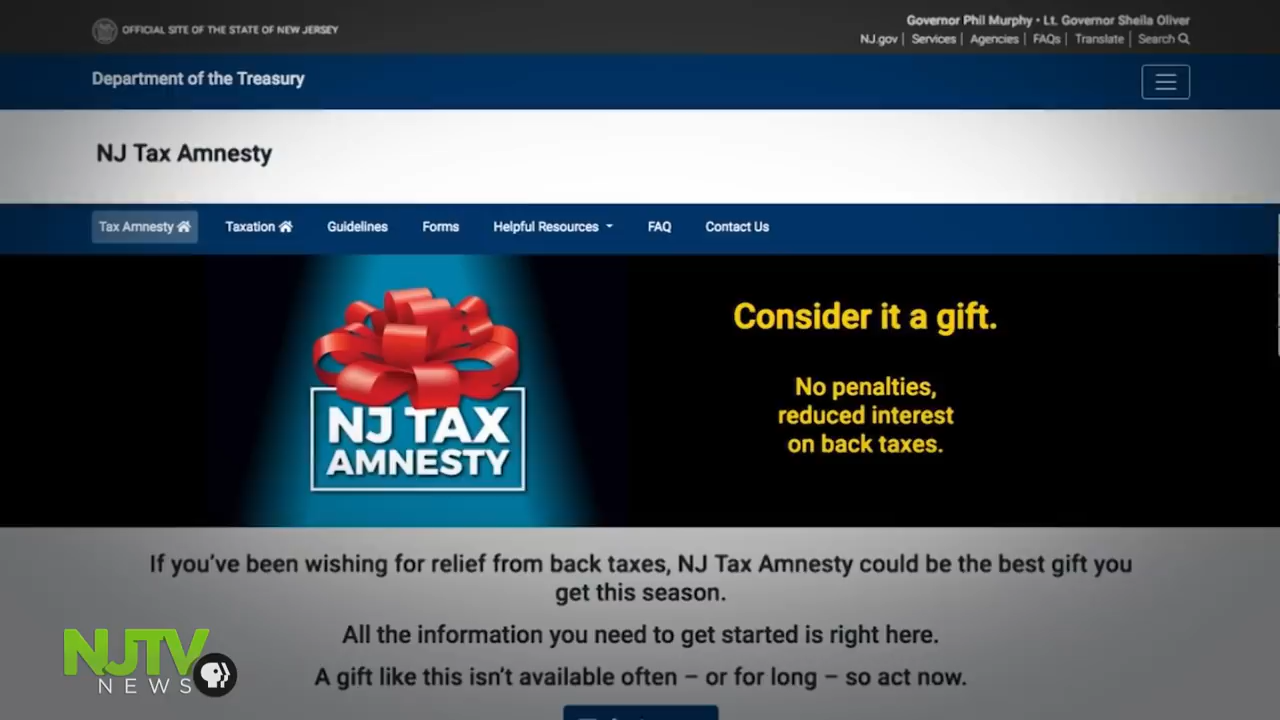 OFFICIAL SITE OF THE STATE OF NEW JERSEY
Governor Phil Murphy • Lt. Governor Sheila Oliver
NJ.gov | Services | Agencies | FAQs | Translate | Search
Department of the Treasury
NJ Tax Amnesty
Tax Amnesty Taxation Guidelines Forms Helpful Resources FAQ Contact Us
NJ TAX
AMNESTY
Consider it a gift.
No penalties,
reduced interest
on back taxes.
If you've been wishing for relief from back taxes, NJ Tax Amnesty could be the best gift you
get this season.
All the information you need to get started is right here.
A gift like this isn't available often – or for long – so act now.
NJTV
NEWS